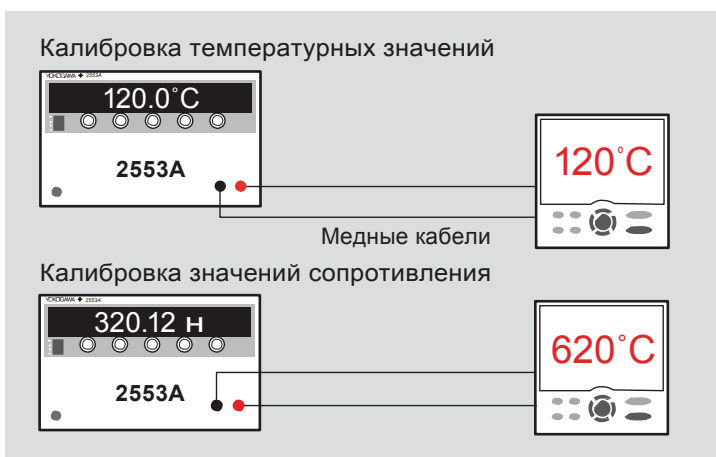 Калибровка температурных значений
YOKOGAWA ◆ 2553A
120.0°C
2553A
120°C
Медные кабели
Калибровка значений сопротивления
YOKOGAWA ◆ 2553A
320.12 н
2553A
620°C